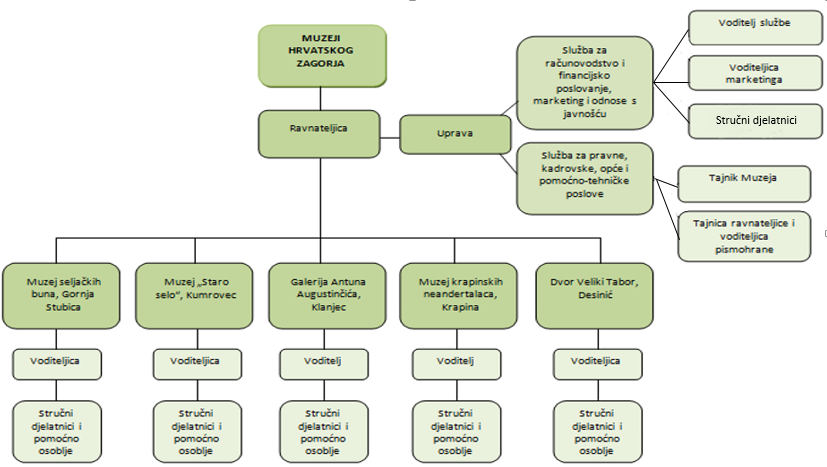 MUZEJI
HRVATSKOG
ZAGORJA
Ravnateljica
Uprava
Služba za
računovodstvo i
financijsko
poslovanje,
marketing i odnose s
javnošću
Voditelj službe
Voditeljica
marketinga
Stručni djelatnici
Služba za pravne,
kadrovske, opće i
pomoćno-tehničke
poslove
Tajnik Muzeja
Tajnica ravnateljice i
voditeljica
pismohrane
Muzej seljačkih
buna, Gornja
Stubica
Muzej „Staro
selo“, Kumrovec
Galerija Antuna
Augustinčića,
Klanjec
Muzej krapinskih
neandertalaca,
Krapina
Dvor Veliki Tabor,
Desinić
Voditeljica
Voditeljica
Voditelj
Voditelj
Voditeljica
Stručni
djelatnici i
pomoćno
osoblje
Stručni
djelatnici i
pomoćno
osoblje
Stručni
djelatnici i
pomoćno
osoblje
Stručni
djelatnici i
pomoćno
osoblje
Stručni
djelatnici i
pomoćno
osoblje